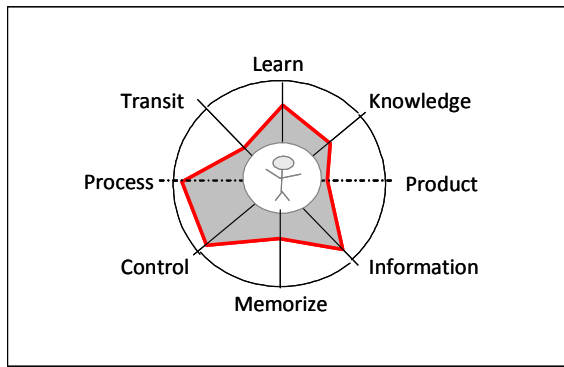 Learn
Transit
Knowledge
Process
Product
Control
Information
Memorize